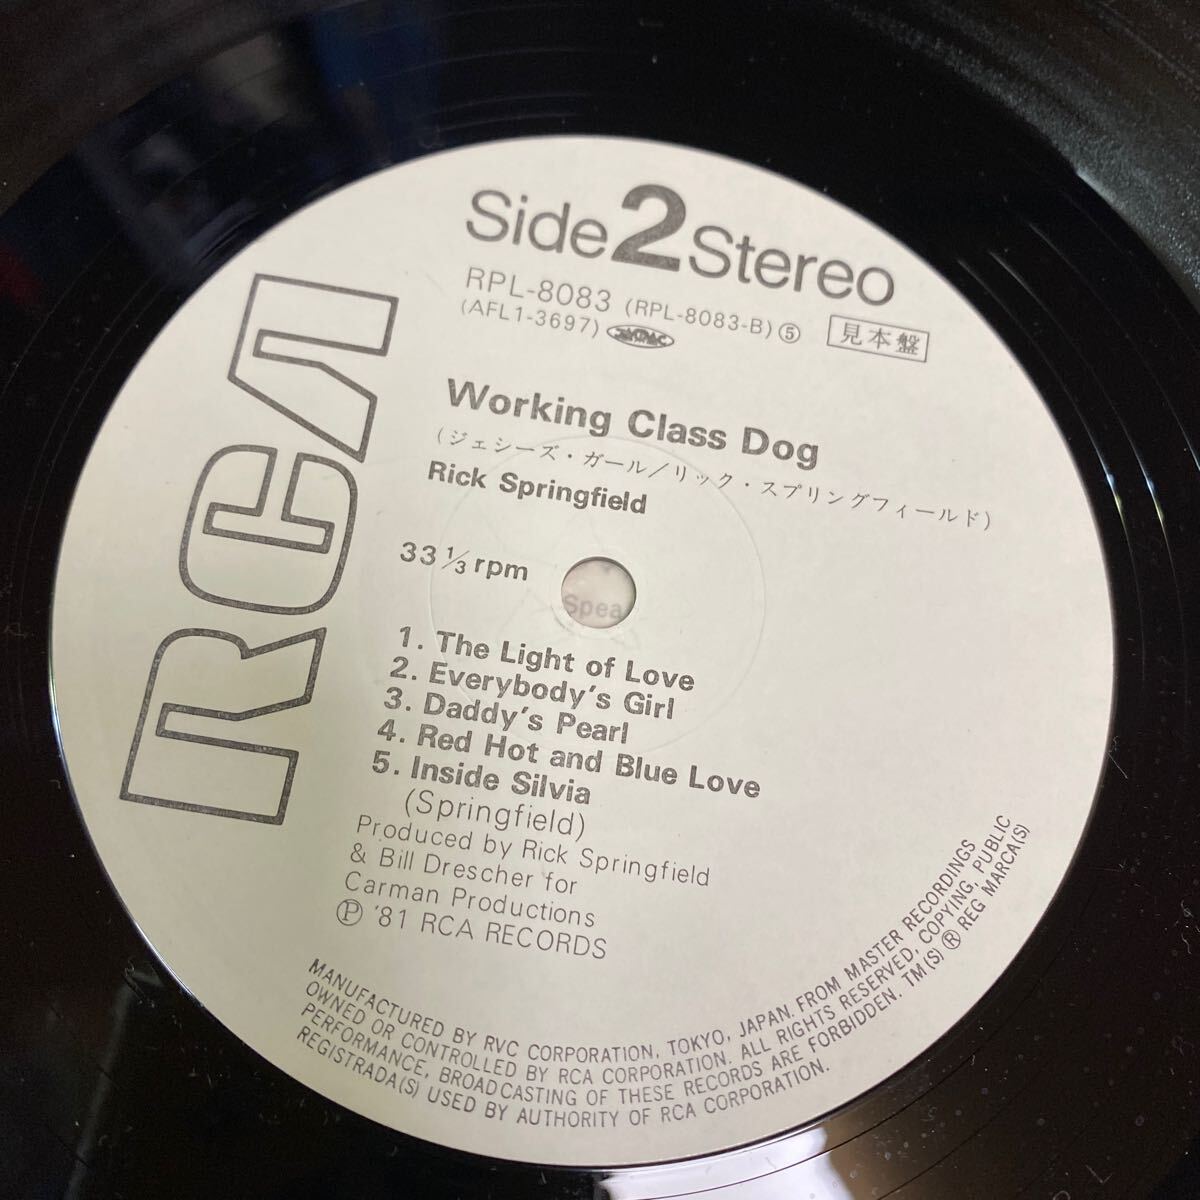 RCA
Side 2 Stereo
RPL-8083 (RPL-8083-B) ⑤ 見本盤
(AFL1-3697)
Working Class Dog
(ジェシーズ・ガール/リック・スプリングフィールド)
Rick Springfield
33 1/3 rpm
Spea
1. The Light of Love
2. Everybody's Girl
3. Daddy's Pearl
4. Red Hot and Blue Love
5. Inside Silvia
(Springfield)
Produced by Rick Springfield
& Bill Drescher for
Carman Productions
Ⓟ '81 RCA RECORDS
MANUFACTURED BY RVC CORPORATION, TOKYO, JAPAN. FROM MASTER RECORDINGS
OWNED OR CONTROLLED BY RCA CORPORATION. ALL RIGHTS RESERVED, COPYING, PUBLIC
PERFORMANCE, BROADCASTING OF THESE RECORDS ARE FORBIDDEN. TM(S) ® REG MARCA(S)
REGISTRADA(S) USED BY AUTHORITY OF RCA CORPORATION.